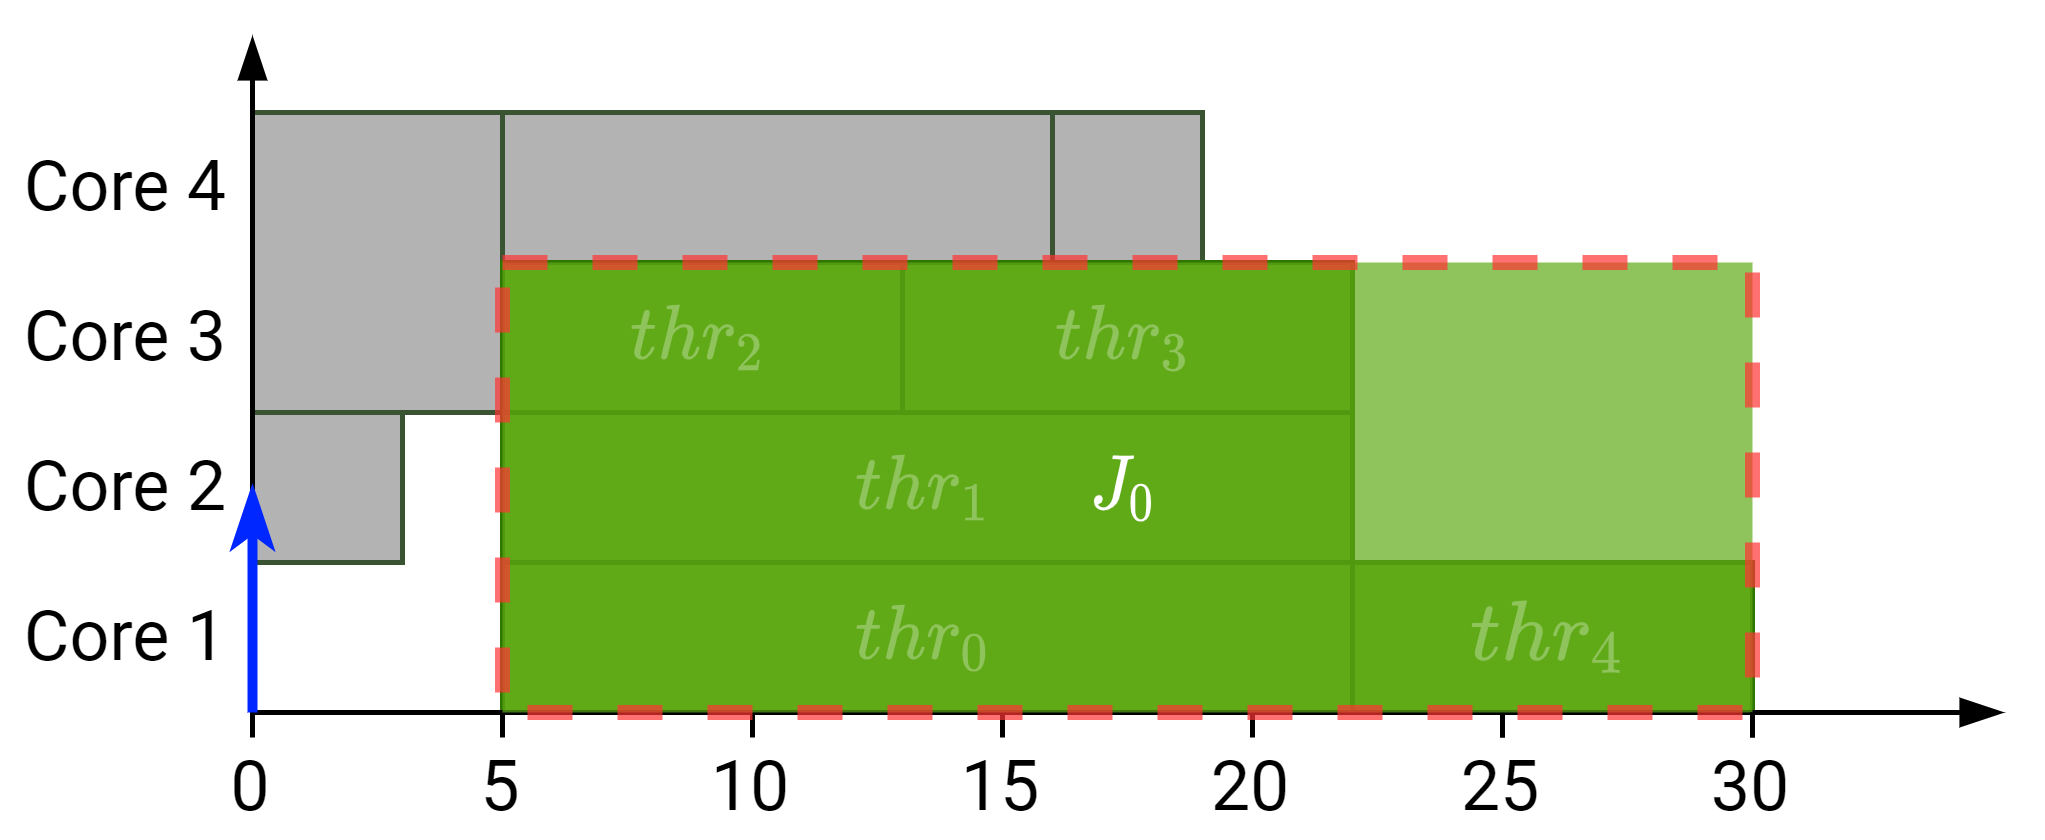 Core 4
Core 3
thr₂ thr₃
Core 2
thr₁ J₀
Core 1
thr₀ thr₄
0 5 10 15 20 25 30